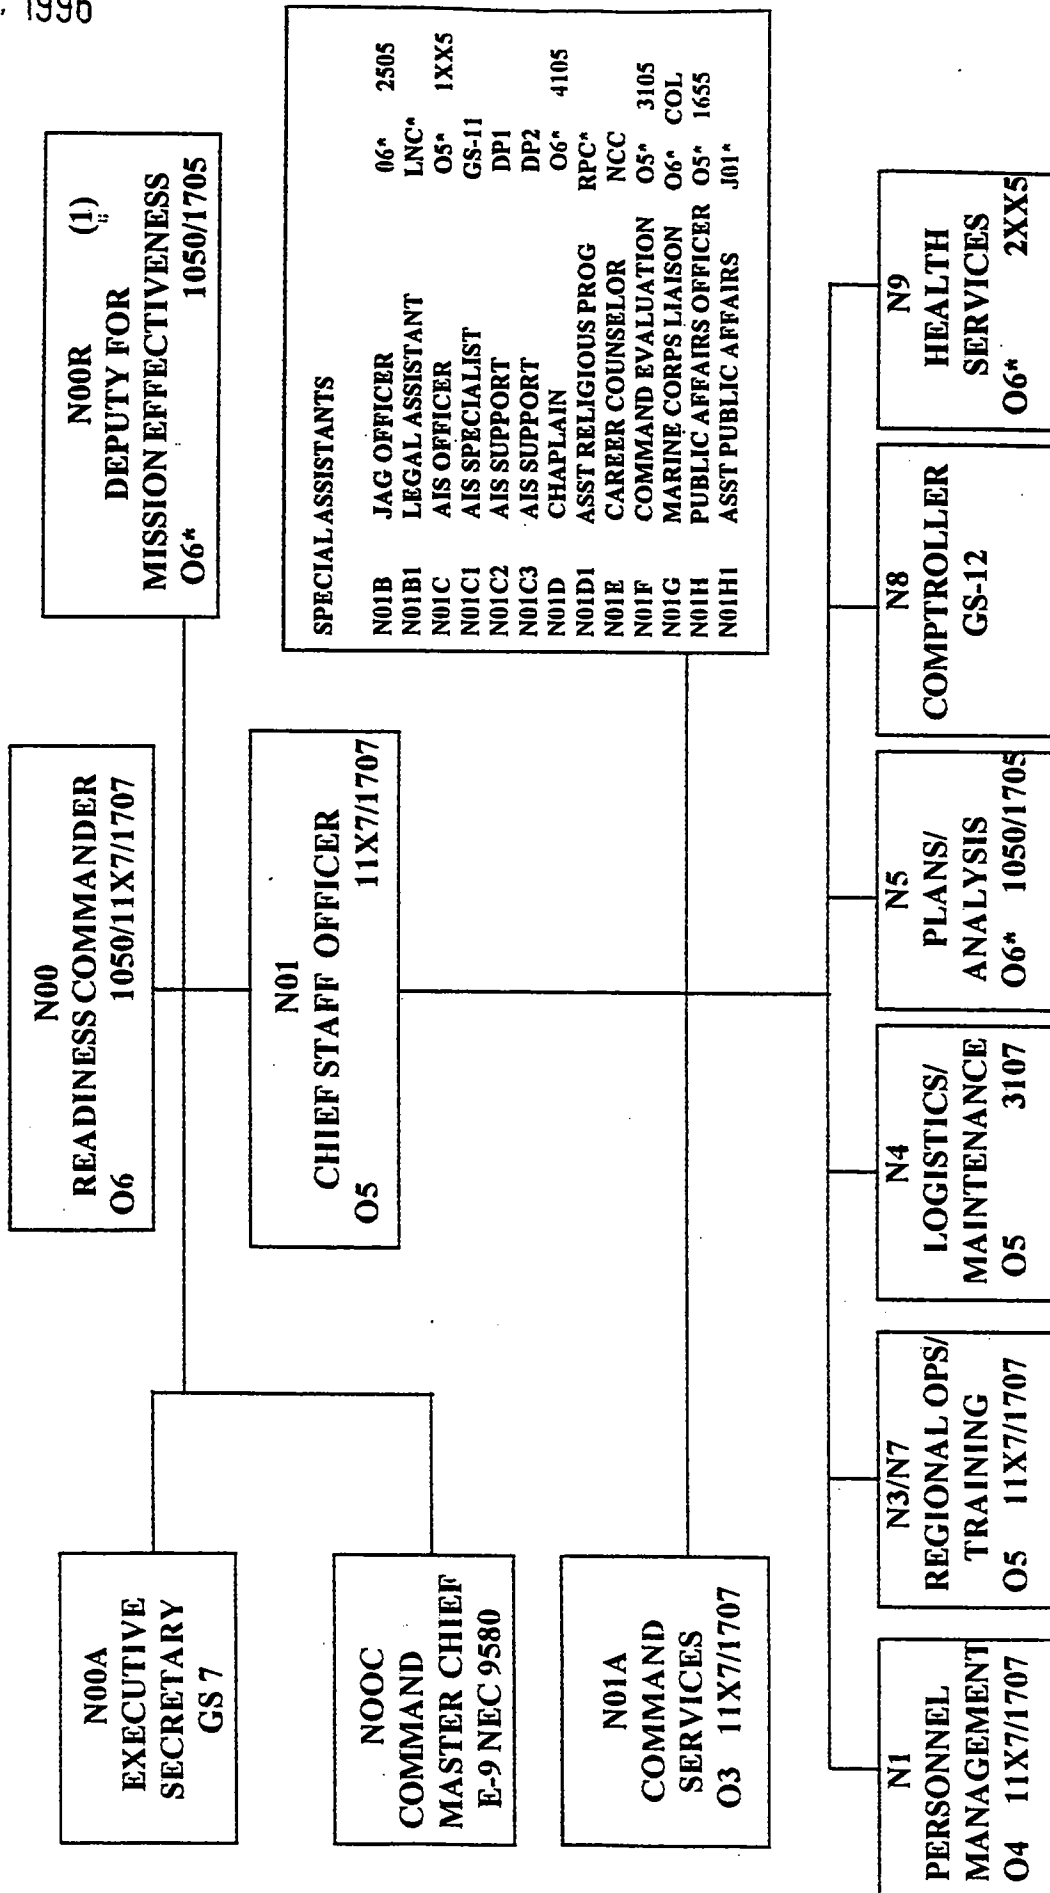 , 1996
N00
READINESS COMMANDER
O6 1050/11X7/1707
N00R (1)
DEPUTY FOR
MISSION EFFECTIVENESS
O6* 1050/1705
N00A
EXECUTIVE
SECRETARY
GS 7
NOOC
COMMAND
MASTER CHIEF
E-9 NEC 9580
N01
CHIEF STAFF OFFICER
O5 11X7/1707
N01A
COMMAND
SERVICES
O3 11X7/1707
SPECIAL ASSISTANTS
N01B JAG OFFICER 06* 2505
N01B1 LEGAL ASSISTANT LNC*
N01C AIS OFFICER O5* 1XX5
N01C1 AIS SPECIALIST GS-11
N01C2 AIS SUPPORT DP1
N01C3 AIS SUPPORT DP2
N01D CHAPLAIN O6* 4105
N01D1 ASST RELIGIOUS PROG RPC*
N01E CAREER COUNSELOR NCC
N01F COMMAND EVALUATION O5* 3105
N01G MARINE CORPS LIAISON O6* COL
N01H PUBLIC AFFAIRS OFFICER O5* 1655
N01H1 ASST PUBLIC AFFAIRS J01*
N1
PERSONNEL
MANAGEMENT
O4 11X7/1707
N3/N7
REGIONAL OPS/
TRAINING
O5 11X7/1707
N4
LOGISTICS/
MAINTENANCE
O5 3107
N5
PLANS/
ANALYSIS
O6* 1050/1705
N8
COMPTROLLER
GS-12
N9
HEALTH
SERVICES
O6* 2XX5